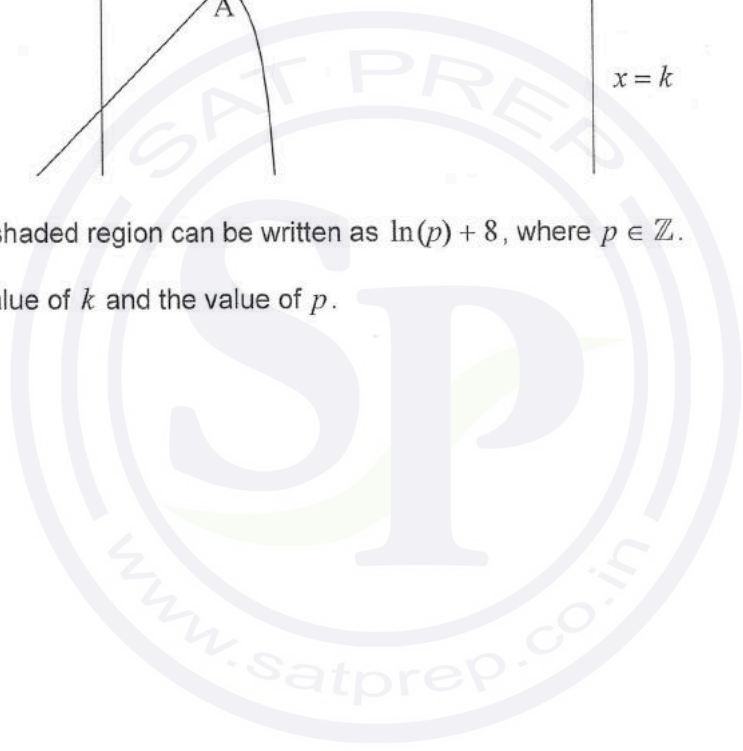 A
x = k
shaded region can be written as ln(p) + 8, where p ∈ ℤ.
alue of k and the value of p.
SAT PREP
SP
www.satprep.co.in